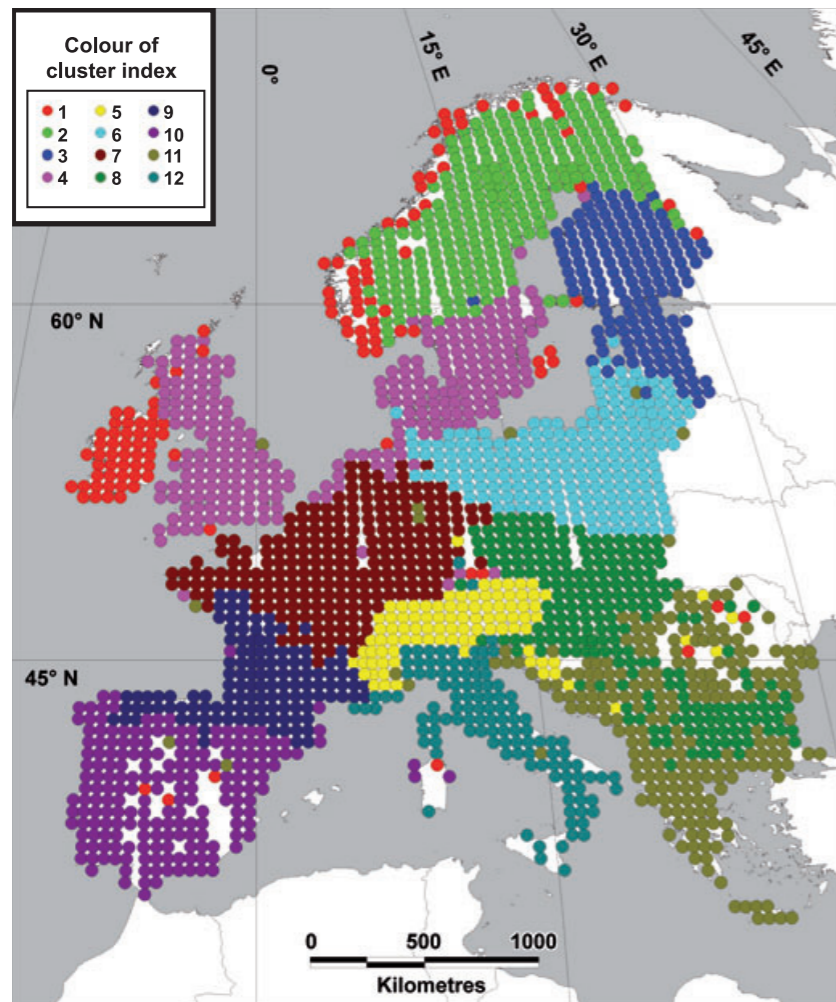 Colour of
cluster index
1 5 9
2 6 10
3 7 11
4 8 12
0°
15° E
30° E
45° E
60° N
45° N
0 500 1000
Kilometres